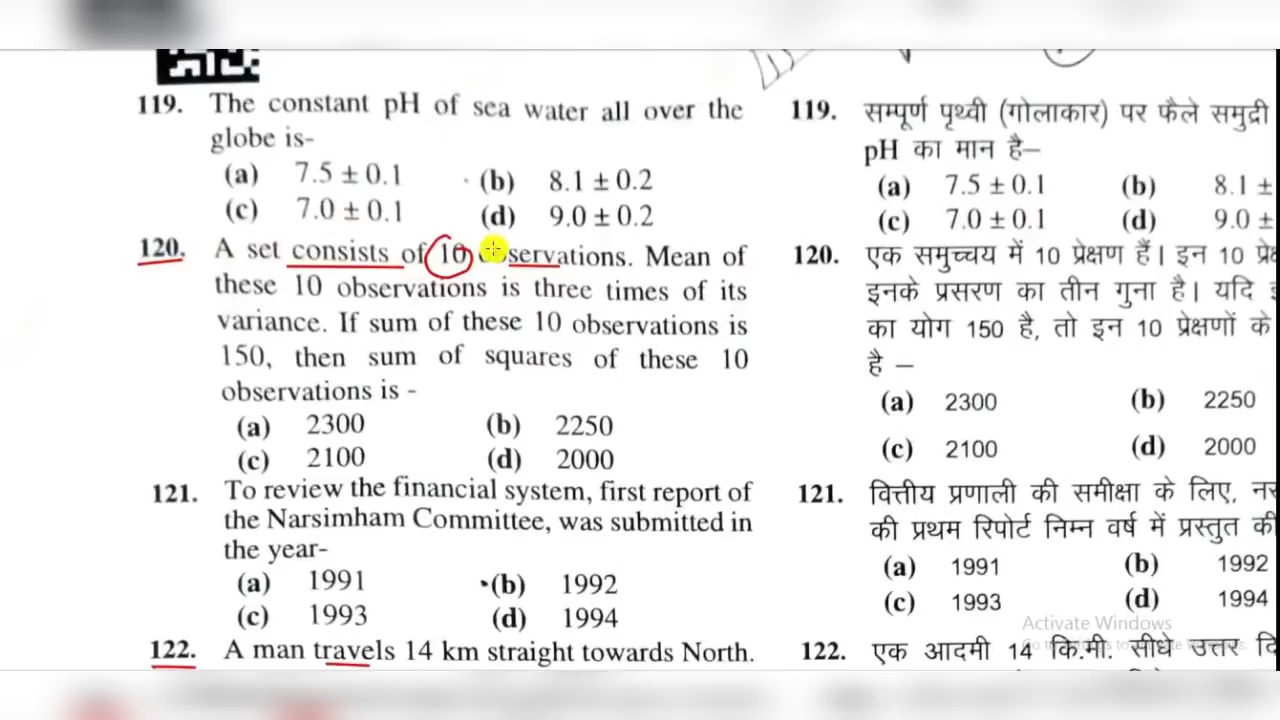 119. The constant pH of sea water all over the
globe is-
(a) 7.5 ± 0.1 (b) 8.1 ± 0.2
(c) 7.0 ± 0.1 (d) 9.0 ± 0.2
120. A set consists of 10 observations. Mean of
these 10 observations is three times of its
variance. If sum of these 10 observations is
150, then sum of squares of these 10
observations is -
(a) 2300 (b) 2250
(c) 2100 (d) 2000
121. To review the financial system, first report of
the Narsimham Committee, was submitted in
the year-
(a) 1991 (b) 1992
(c) 1993 (d) 1994
122. A man travels 14 km straight towards North.
119. सम्पूर्ण पृथ्वी (गोलाकार) पर फैले समुद्री
pH का मान है–
(a) 7.5 ± 0.1 (b) 8.1 ±
(c) 7.0 ± 0.1 (d) 9.0 ±
120. एक समुच्चय में 10 प्रेक्षण हैं। इन 10
इनके प्रसरण का तीन गुना है। यदि
का योग 150 है, तो इन 10 प्रेक्षणों के
है –
(a) 2300 (b) 2250
(c) 2100 (d) 2000
121. वित्तीय प्रणाली की समीक्षा के लिए,
की प्रथम रिपोर्ट निम्न वर्ष में प्रस्तुत की
(a) 1991 (b) 1992
(c) 1993 (d) 1994
Activate Windows
122. एक आदमी 14 कि.मी. सीधे उत्तर